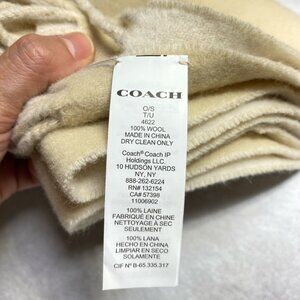 COACH
O/S
T/U
4622
100% WOOL
MADE IN CHINA
DRY CLEAN ONLY
Coach® Coach IP
Holdings LLC.
10 HUDSON YARDS
NY, NY
888-262-6224
RN# 132154
CA# 57398
11006902
100% LAINE
FABRIQUÉ EN CHINE
NETTOYAGE À SEC
SEULEMENT
100% LANA
HECHO EN CHINA
LIMPIAR EN SECO
SOLAMENTE
CIF Nº B-65.335.317